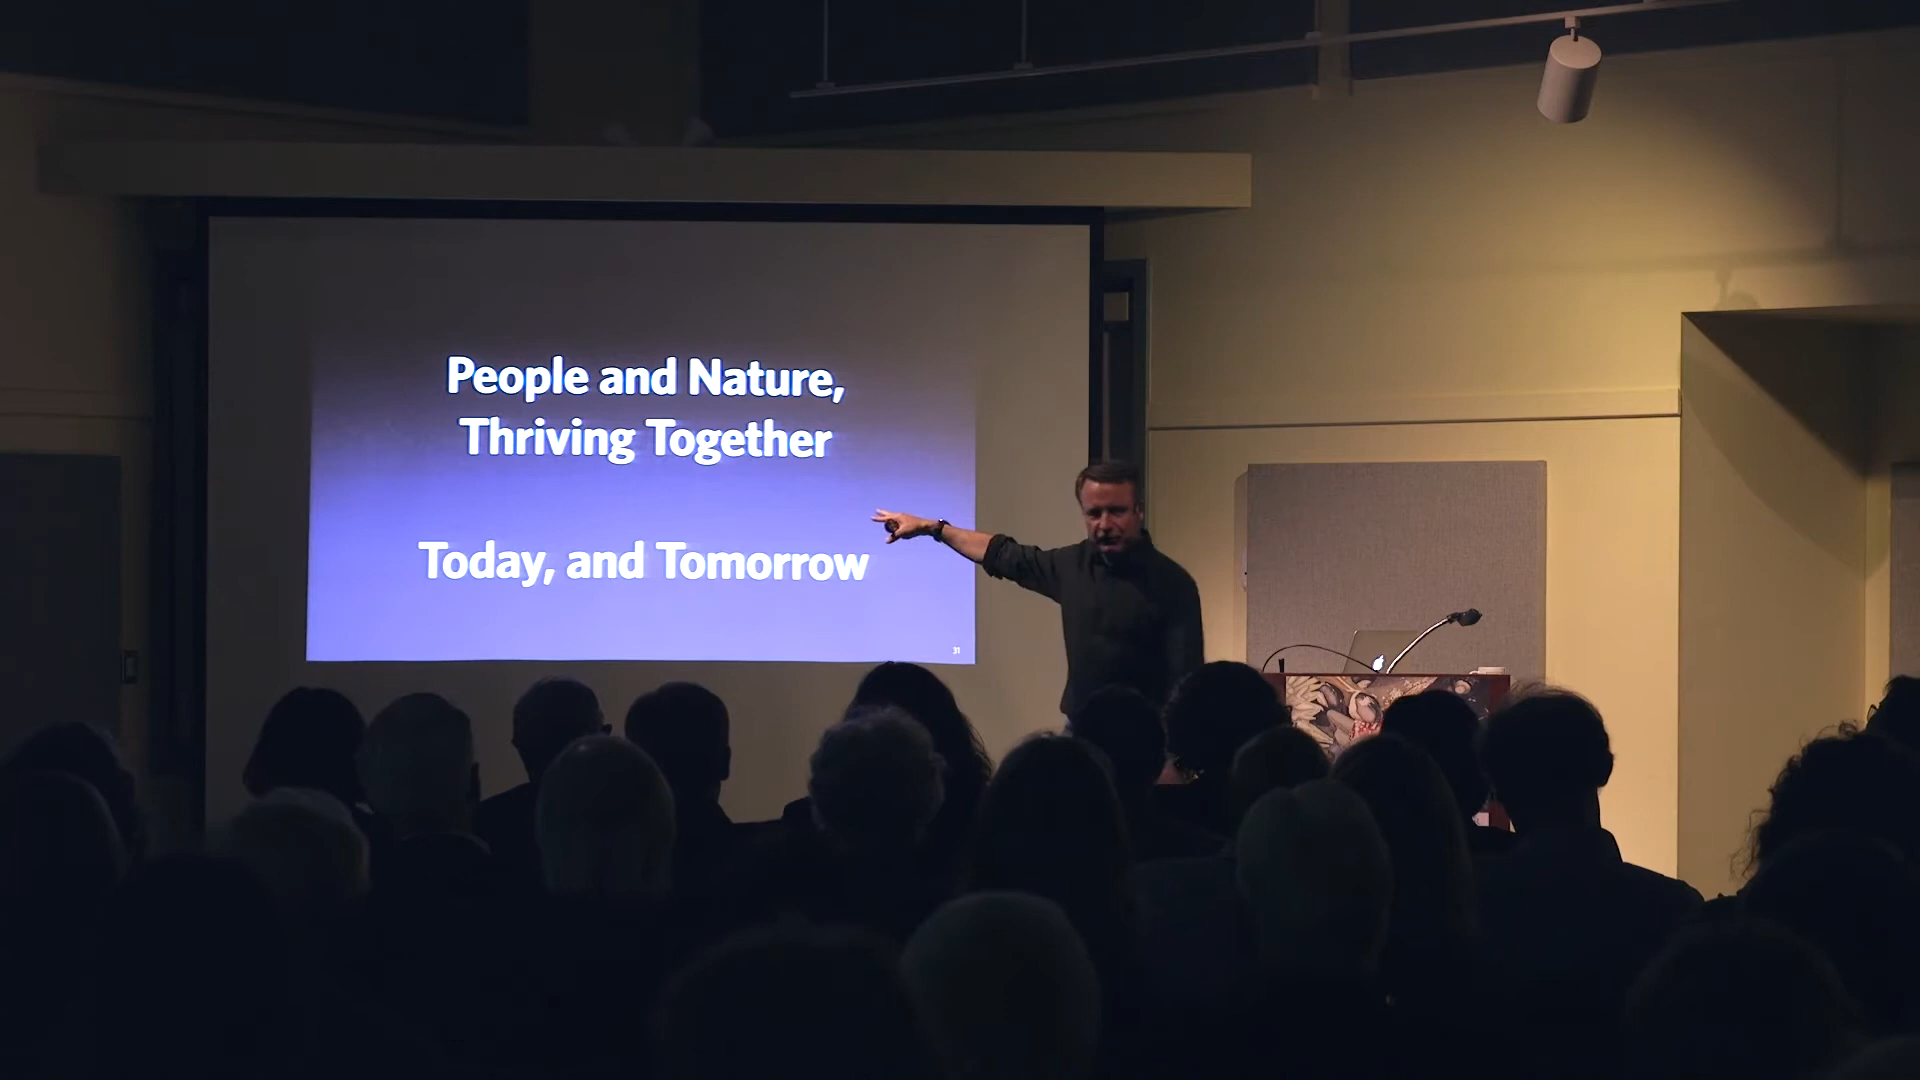 People and Nature,
Thriving Together
Today, and Tomorrow
31